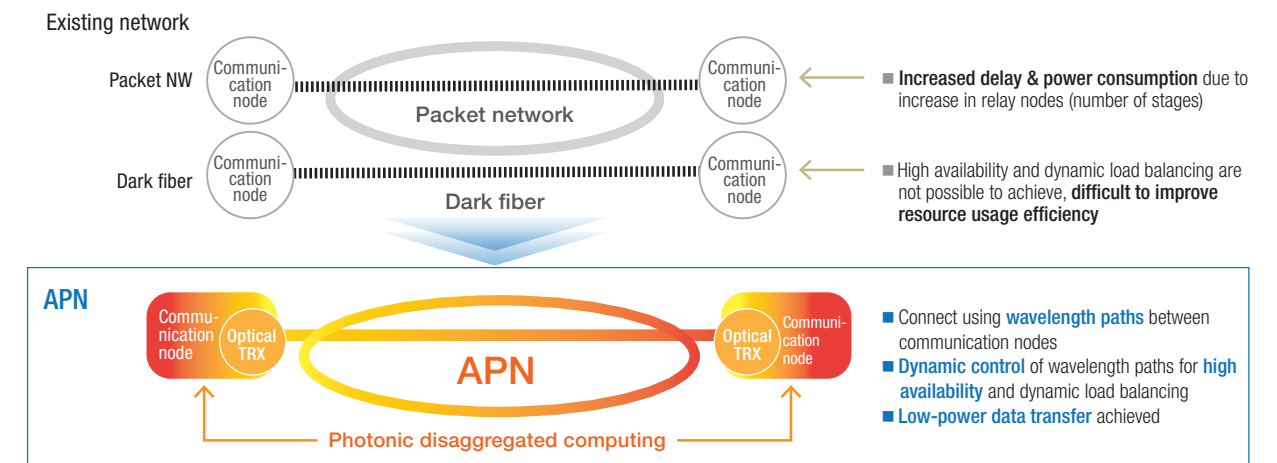 Existing network
Packet NW
Communi-
cation
node
Packet network
Communi-
cation
node
■ Increased delay & power consumption due to
increase in relay nodes (number of stages)
Dark fiber
Communi-
cation
node
Dark fiber
Communi-
cation
node
■ High availability and dynamic load balancing are
not possible to achieve, difficult to improve
resource usage efficiency
APN
Commu-
nication
node
Optical
TRX
APN
Optical
TRX
Communi-
cation
node
■ Connect using wavelength paths between
communication nodes
■ Dynamic control of wavelength paths for high
availability and dynamic load balancing
■ Low-power data transfer achieved
Photonic disaggregated computing